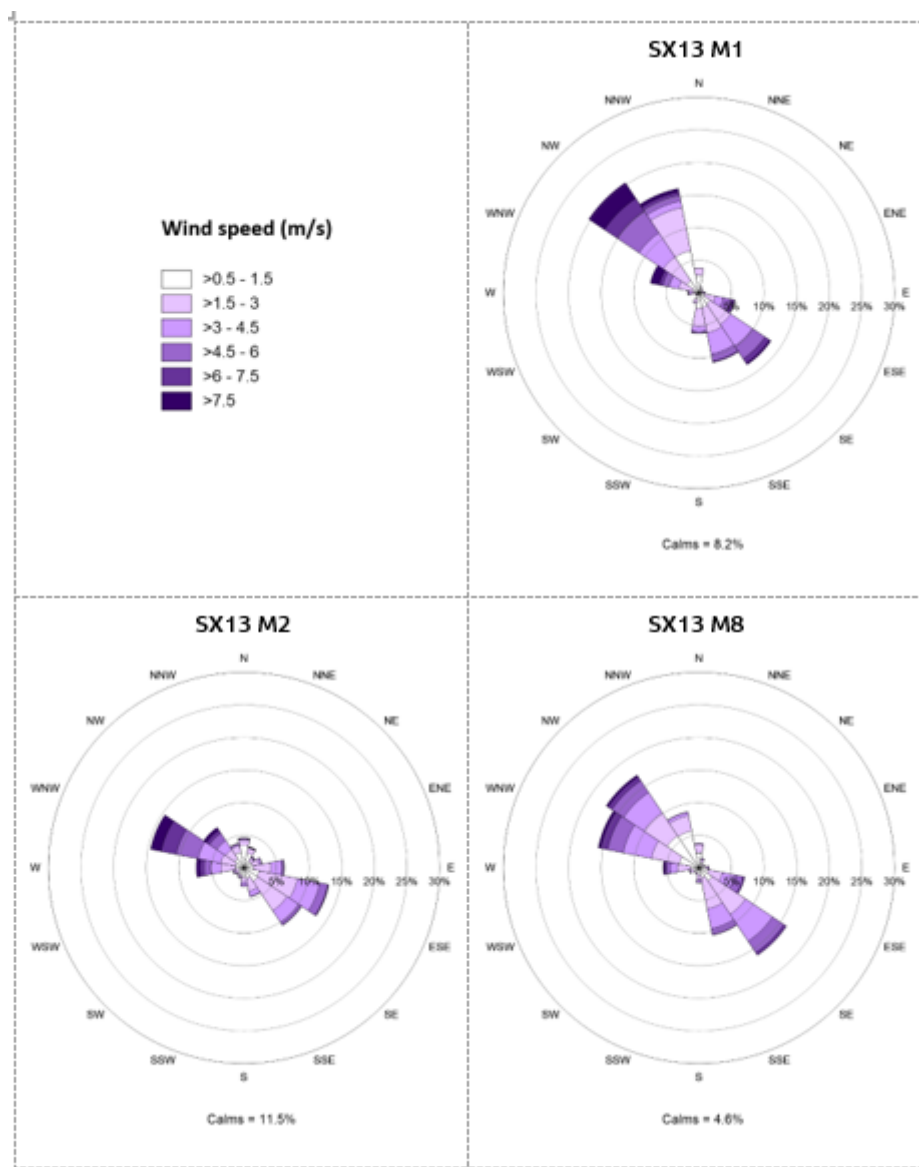 SX13 M1
N
NNW
NNE
NW
NE
WNW
ENE
Wind speed (m/s)
>0.5 - 1.5
>1.5 - 3
>3 - 4.5
>4.5 - 6
>6 - 7.5
>7.5
W
10% 15% 20% 25% 30%
E
WSW
ESE
SW
SE
SSW
SSE
S
Calms = 8.2%
SX13 M2
SX13 M8
N
N
NNW
NNE
NNW
NNE
NW
NE
NW
NE
WNW
ENE
WNW
ENE
W
5% 10% 15% 20% 25% 30%
E
W
10% 15% 20% 25% 30%
E
WSW
ESE
WSW
ESE
SW
SE
SW
SE
SSW
SSE
SSW
SSE
S
S
Calms = 11.5%
Calms = 4.6%